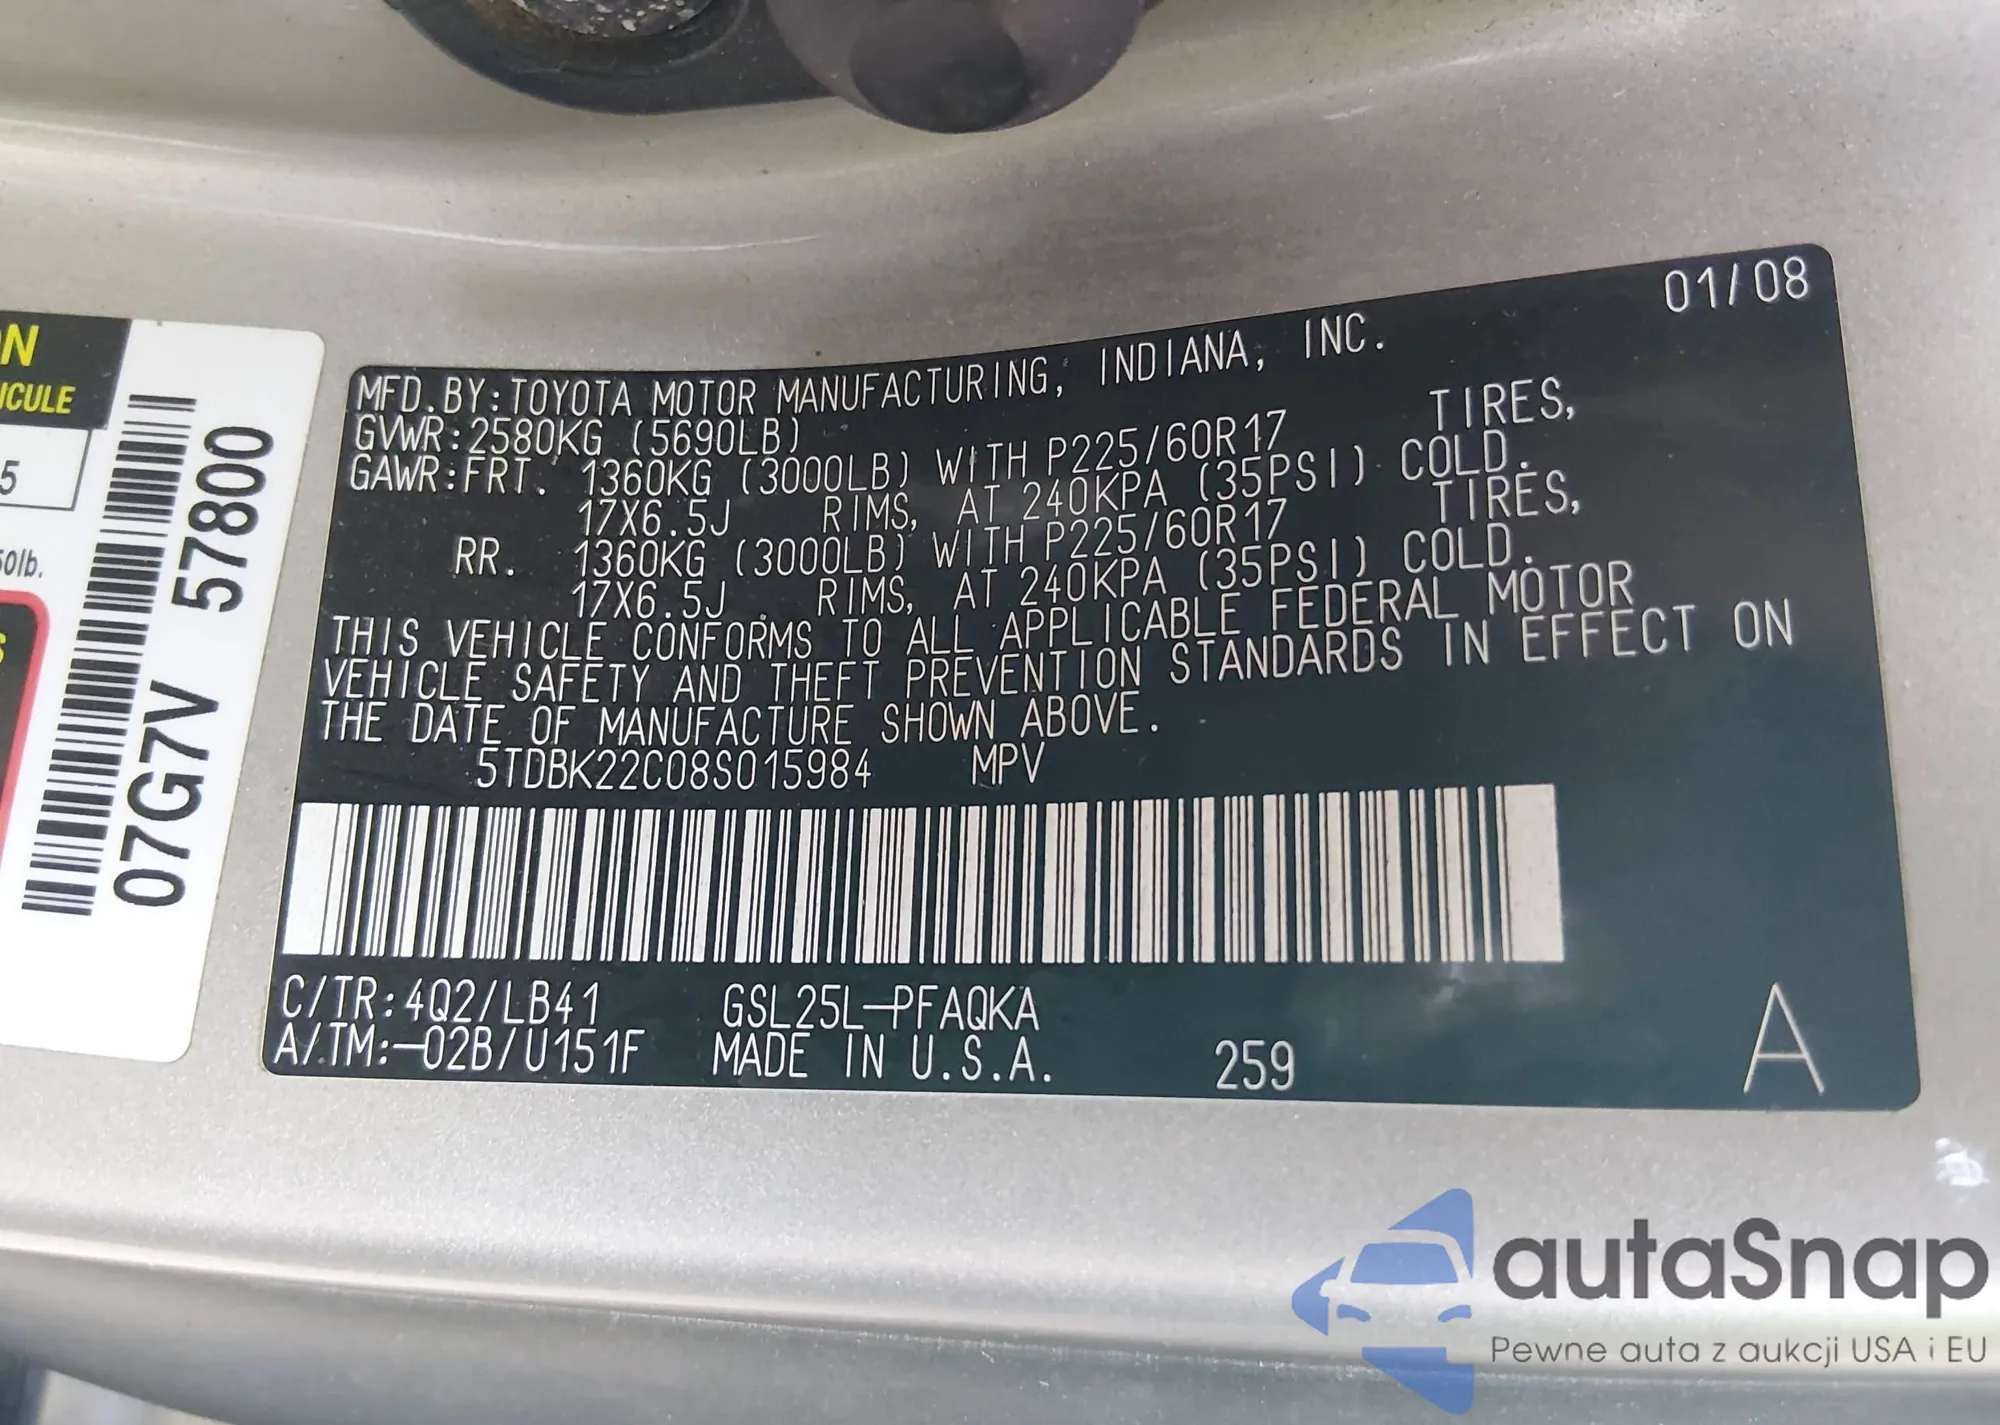 01/08
MFD.BY:TOYOTA MOTOR MANUFACTURING, INDIANA, INC.
GVWR:2580KG (5690LB)
GAWR:FRT. 1360KG (3000LB) WITH P225/60R17 TIRES,
17X6.5J RIMS, AT 240KPA (35PSI) COLD.
RR. 1360KG (3000LB) WITH P225/60R17 TIRES,
17X6.5J RIMS, AT 240KPA (35PSI) COLD.
THIS VEHICLE CONFORMS TO ALL APPLICABLE FEDERAL MOTOR
VEHICLE SAFETY AND THEFT PREVENTION STANDARDS IN EFFECT ON
THE DATE OF MANUFACTURE SHOWN ABOVE.
5TDBK22C08S015984 MPV
C/TR:4Q2/LB41 GSL25L-PFAQKA
A/TM:-02B/U151F MADE IN U.S.A. 259 A
07G7V 57800
5
autaSnap
Pewne auta z aukcji USA i EU